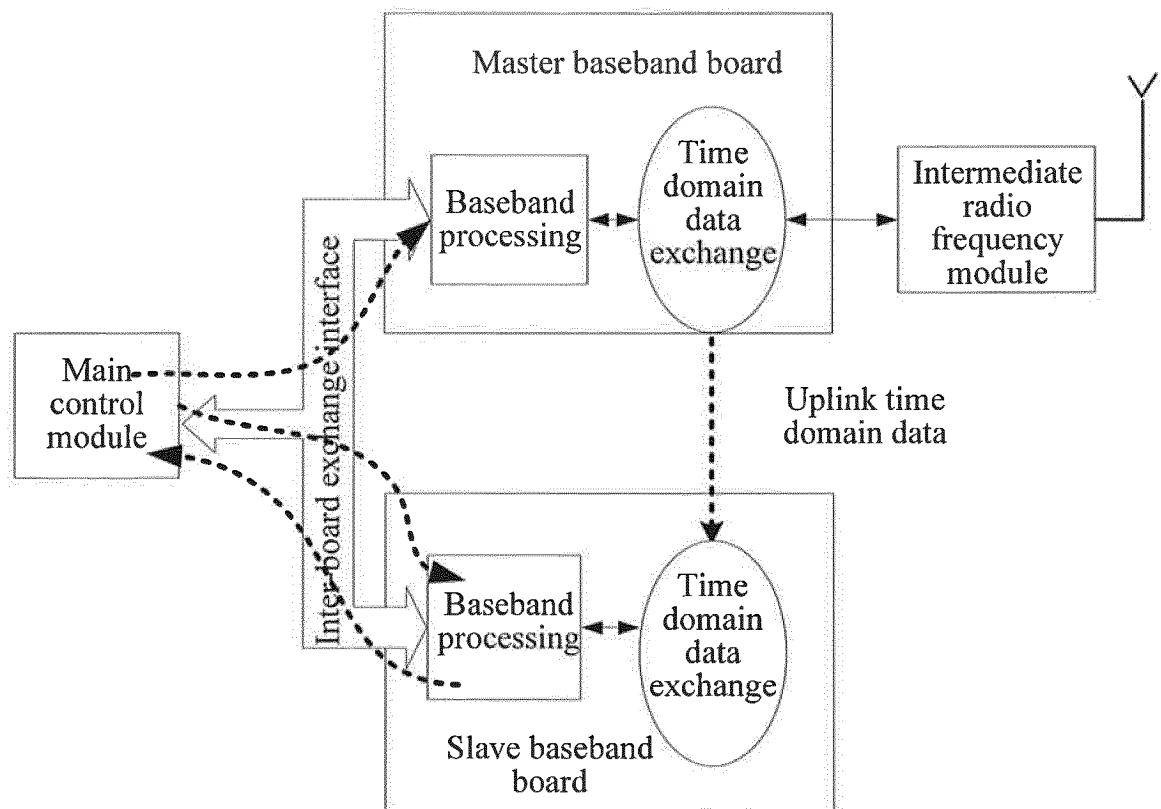 Master baseband board
Baseband
processing
Time
domain
data
exchange
Intermediate
radio
frequency
module
Main
control
module
Inter-board exchange interface
Uplink time
domain data
Baseband
processing
Time
domain
data
exchange
Slave baseband
board